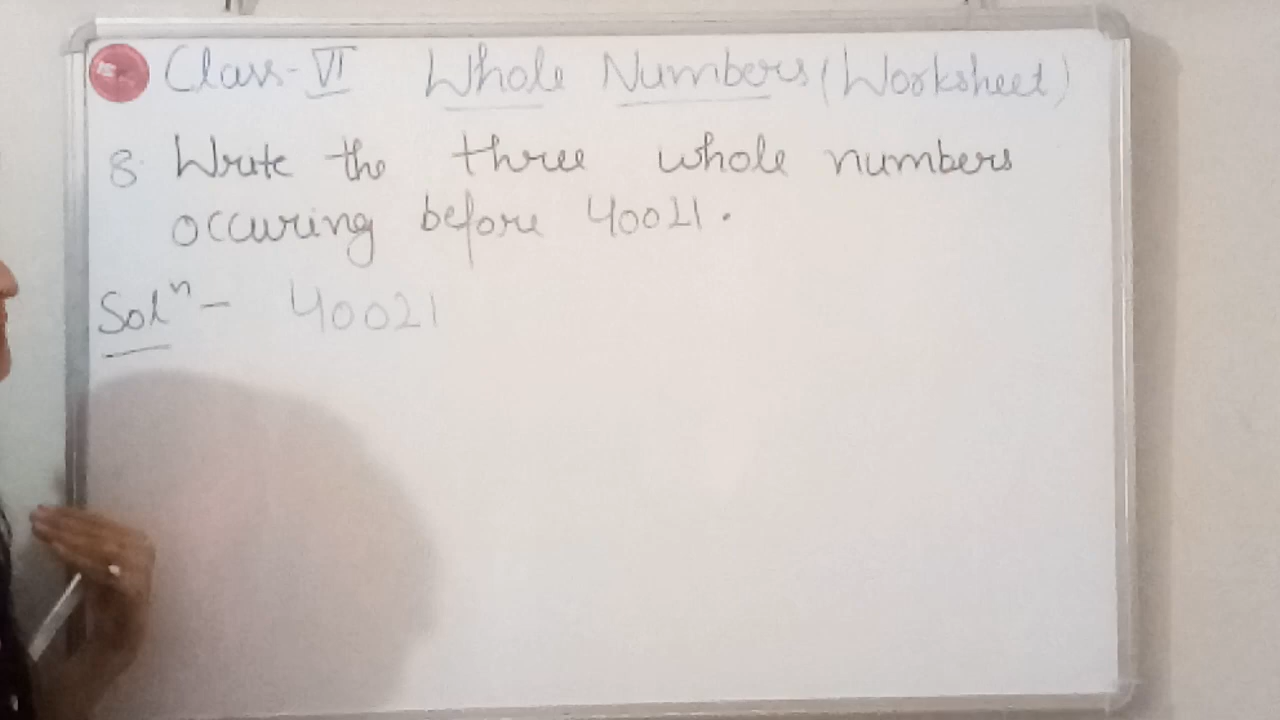 Class-VI Whole Numbers (Worksheet)
8. Write the three whole numbers
occuring before 40021.
Solⁿ - 40021